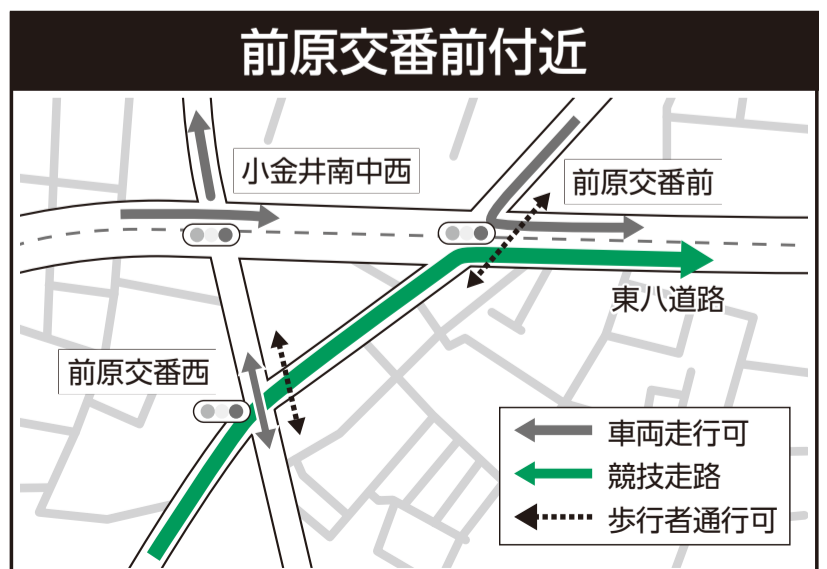 前原交番前付近
小金井南中西
前原交番前
東八道路
前原交番西
車両走行可
競技走路
歩行者通行可